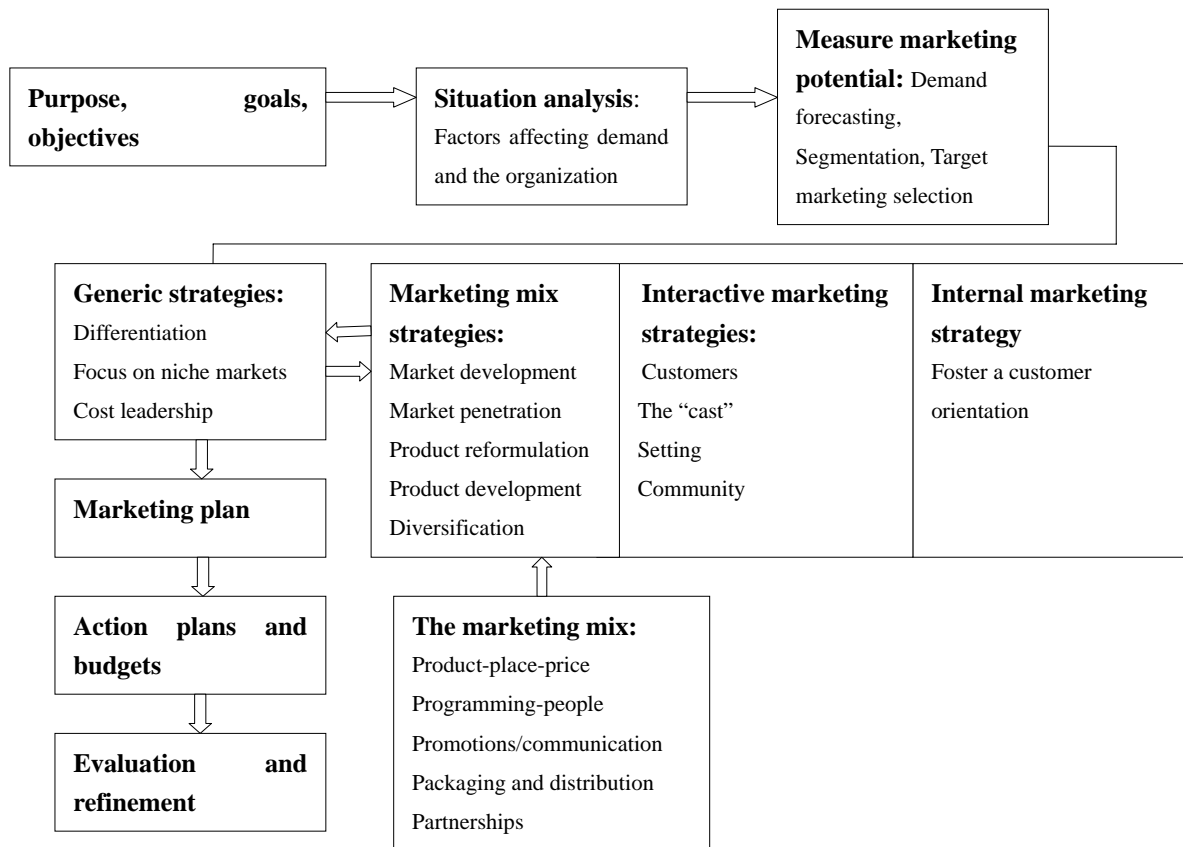 Purpose, goals,
objectives
Situation analysis:
Factors affecting demand
and the organization
Measure marketing
potential: Demand
forecasting,
Segmentation, Target
marketing selection
Generic strategies:
Differentiation
Focus on niche markets
Cost leadership
Marketing mix
strategies:
Market development
Market penetration
Product reformulation
Product development
Diversification
Interactive marketing
strategies:
Customers
The “cast”
Setting
Community
Internal marketing
strategy
Foster a customer
orientation
Marketing plan
Action plans and
budgets
Evaluation and
refinement
The marketing mix:
Product-place-price
Programming-people
Promotions/communication
Packaging and distribution
Partnerships